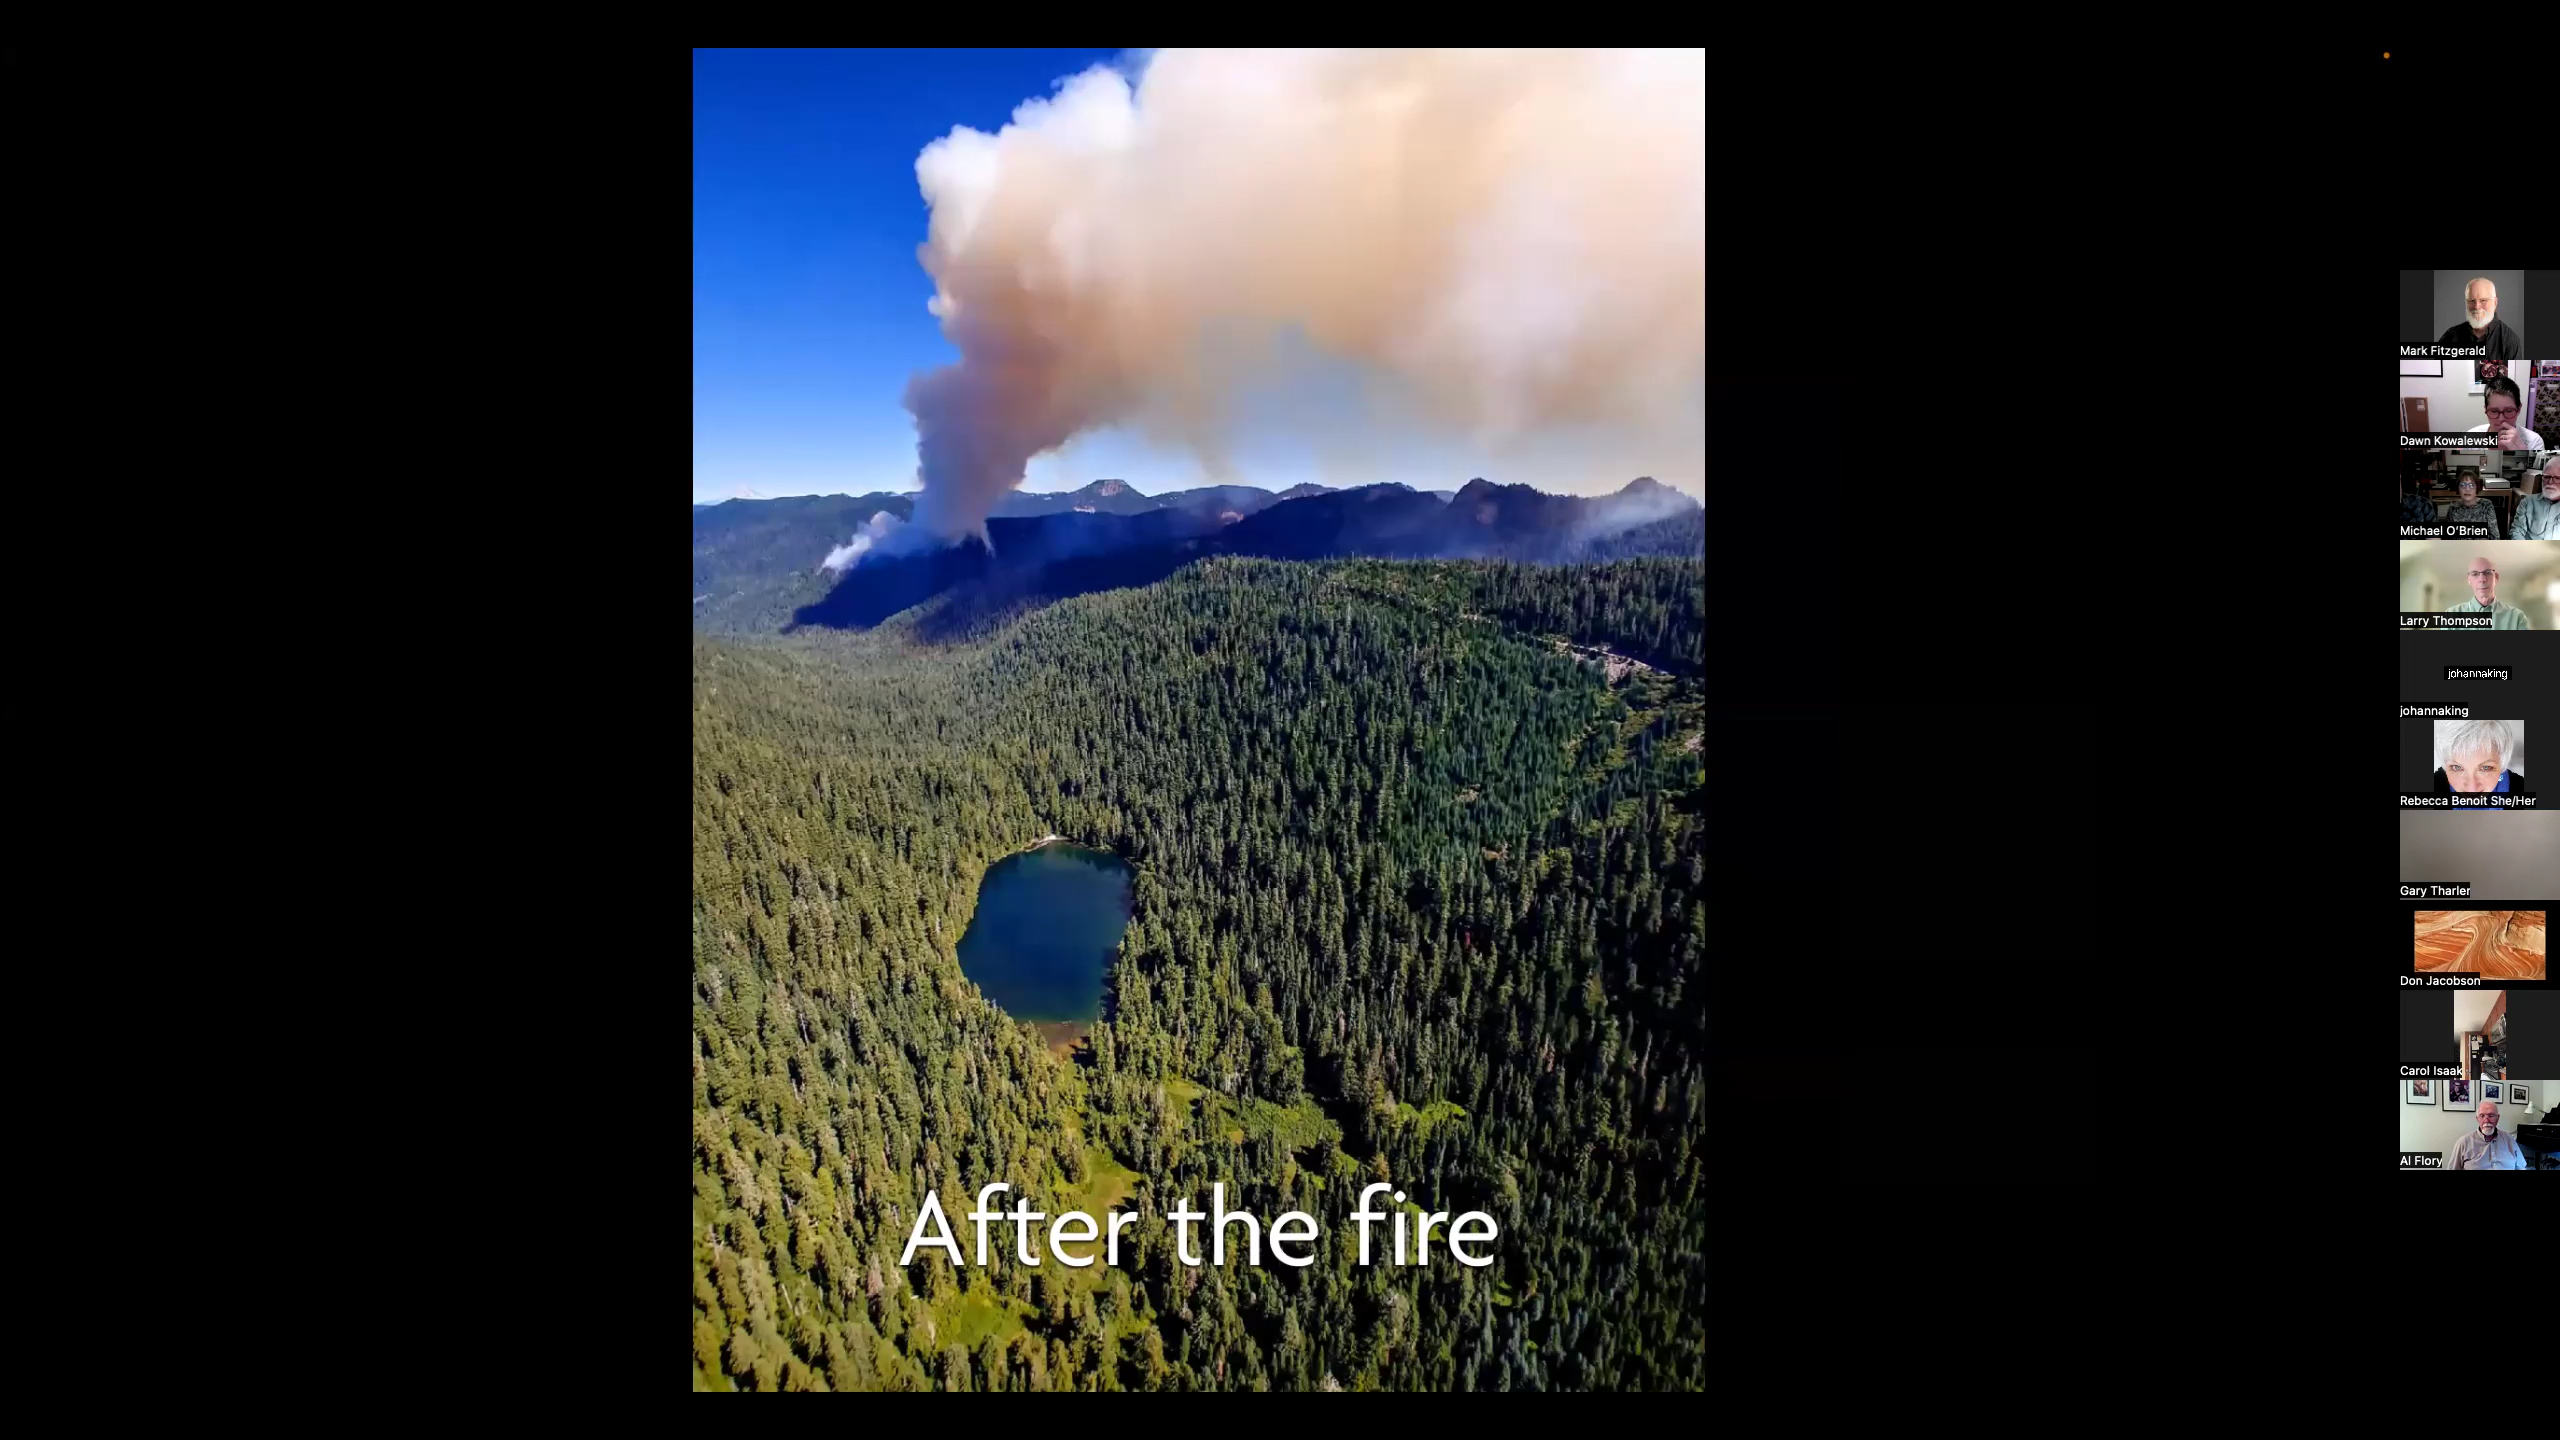 After the fire
Mark Fitzgerald
Dawn Kowalewski
Michael O'Brien
Larry Thompson
johannaking
johannaking
Rebecca Benoit She/Her
Gary Tharler
Don Jacobson
Carol Isaak
Al Flory